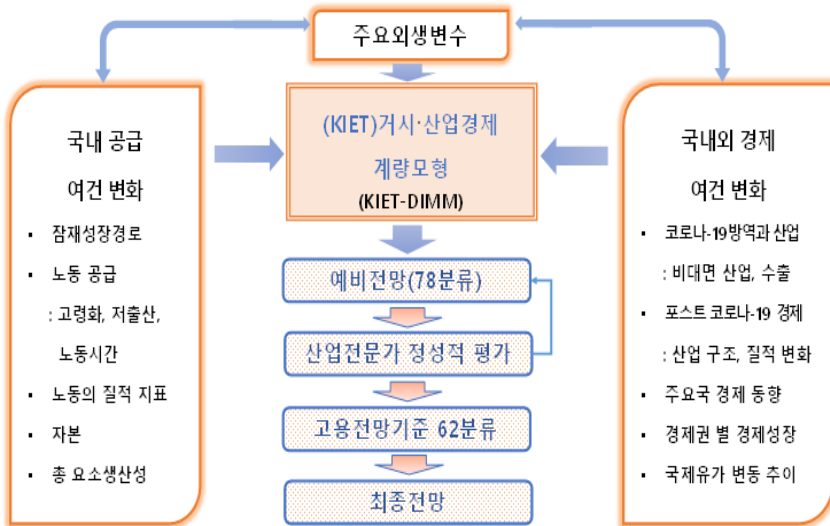 주요외생변수
국내 공급
여건 변화
▪ 잠재성장경로
▪ 노동 공급
: 고령화, 저출산,
노동시간
▪ 노동의 질적 지표
▪ 자본
▪ 총 요소생산성
(KIET)거시·산업경제
계량모형
(KIET-DIMM)
예비전망(78분류)
산업전문가 정성적 평가
고용전망기준 62분류
최종전망
국내외 경제
여건 변화
▪ 코로나-19방역과 산업
: 비대면 산업, 수출
▪ 포스트 코로나-19 경제
: 산업 구조, 질적 변화
▪ 주요국 경제 동향
▪ 경제권 별 경제성장
▪ 국제유가 변동 추이